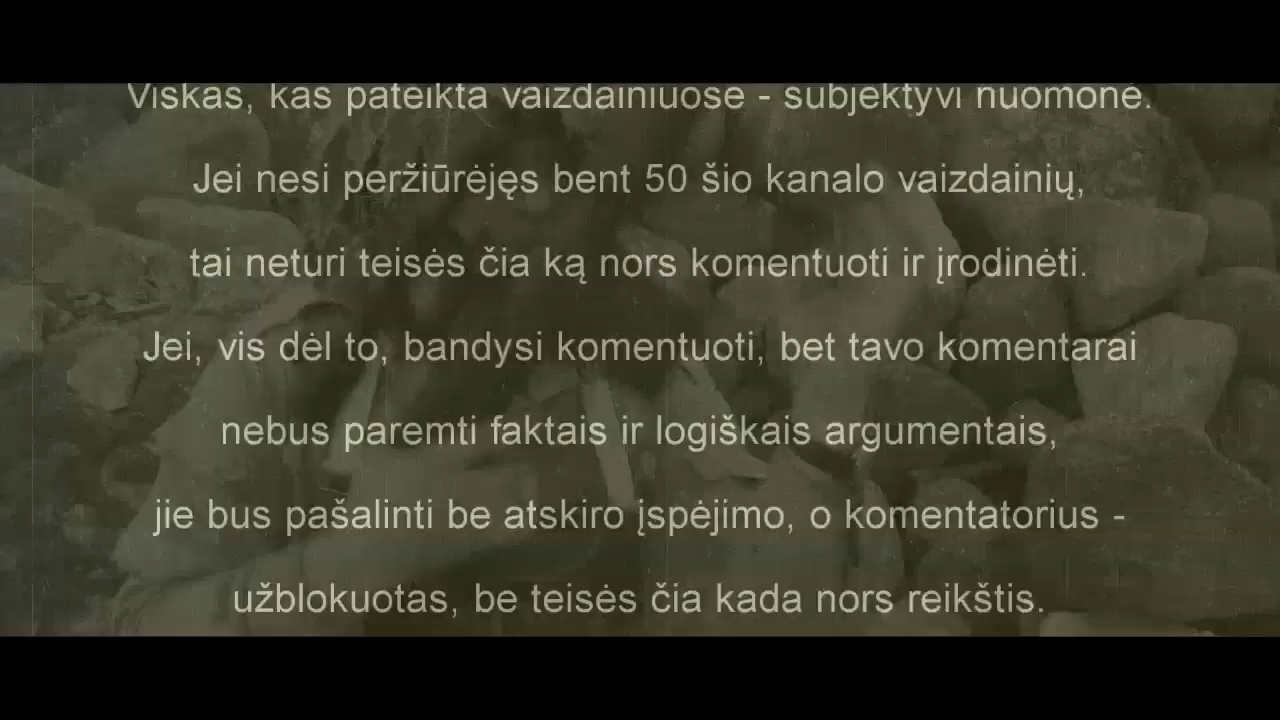 Viskas, kas pateikta vaizdainiuose - subjektyvi nuomonė.
Jei nesi peržiūrėjęs bent 50 šio kanalo vaizdainių,
tai neturi teisės čia ką nors komentuoti ir įrodinėti.
Jei, vis dėl to, bandysi komentuoti, bet tavo komentarai
nebus paremti faktais ir logiškais argumentais,
jie bus pašalinti be atskiro įspėjimo, o komentatorius -
užblokuotas, be teisės čia kada nors reikštis.